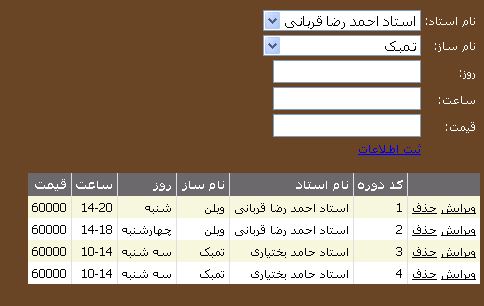 نام استاد: استاد احمد رضا قربانی
نام ساز: تمبک
روز:
ساعت:
قیمت:
ثبت اطلاعات
کد دوره نام استاد نام ساز روز ساعت قیمت
ویرایش حذف 1 استاد احمد رضا قربانی ویلن شنبه 14-20 60000
ویرایش حذف 2 استاد احمد رضا قربانی ویلن چهارشنبه 14-18 60000
ویرایش حذف 3 استاد حامد بختیاری تمبک سه شنبه 10-14 60000
ویرایش حذف 4 استاد حامد بختیاری تمبک سه شنبه 10-14 60000